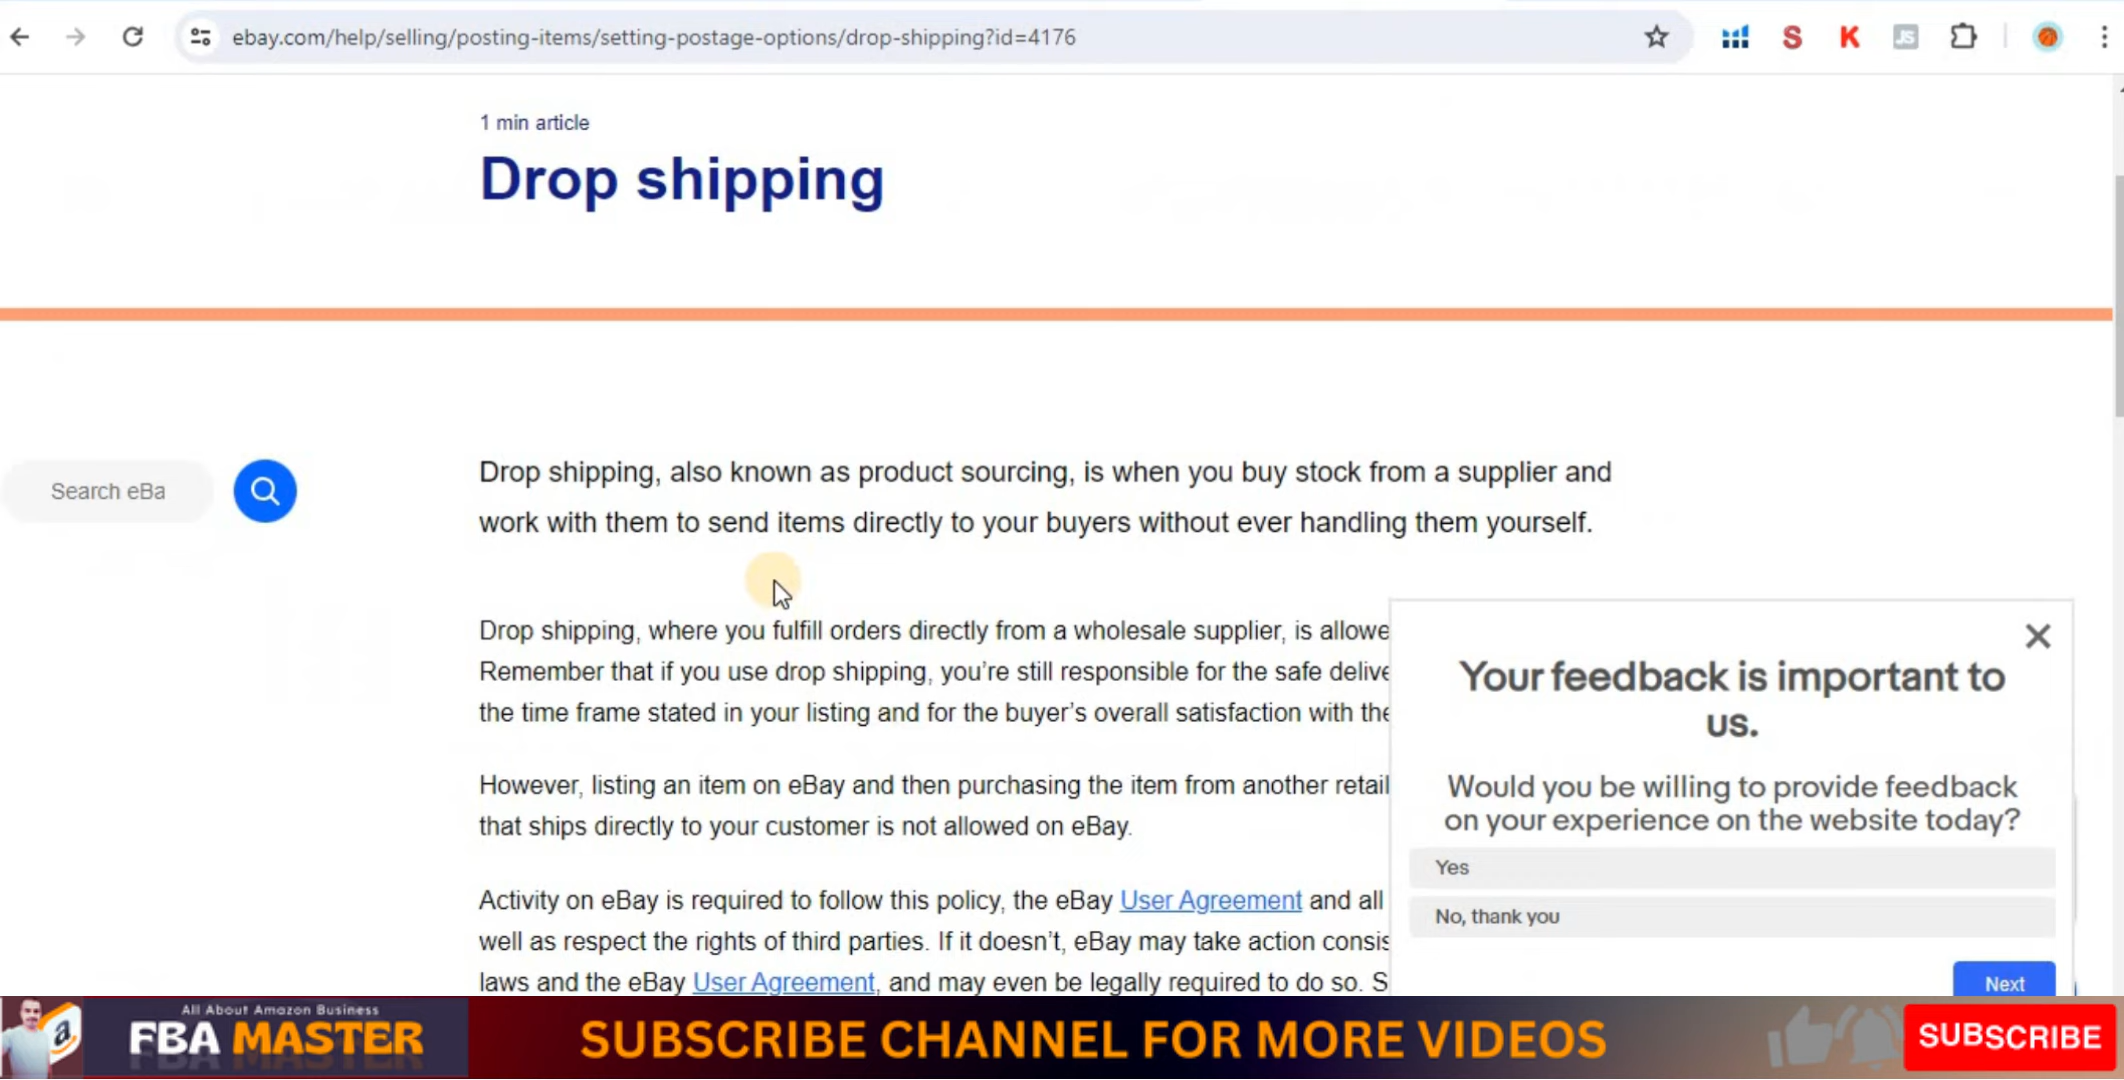 ebay.com/help/selling/posting-items/setting-postage-options/drop-shipping?id=4176
S
K
JS
1 min article
Drop shipping
Search eBa
Drop shipping, also known as product sourcing, is when you buy stock from a supplier and
work with them to send items directly to your buyers without ever handling them yourself.
Drop shipping, where you fulfill orders directly from a wholesale supplier, is allowe
Remember that if you use drop shipping, you're still responsible for the safe delive
the time frame stated in your listing and for the buyer's overall satisfaction with the
However, listing an item on eBay and then purchasing the item from another retail
that ships directly to your customer is not allowed on eBay.
Activity on eBay is required to follow this policy, the eBay User Agreement and all
well as respect the rights of third parties. If it doesn't, eBay may take action consis
laws and the eBay User Agreement, and may even be legally required to do so. S
Your feedback is important to
us.
Would you be willing to provide feedback
on your experience on the website today?
Yes
No, thank you
Next
All About Amazon Business
FBA MASTER
SUBSCRIBE CHANNEL FOR MORE VIDEOS
SUBSCRIBE